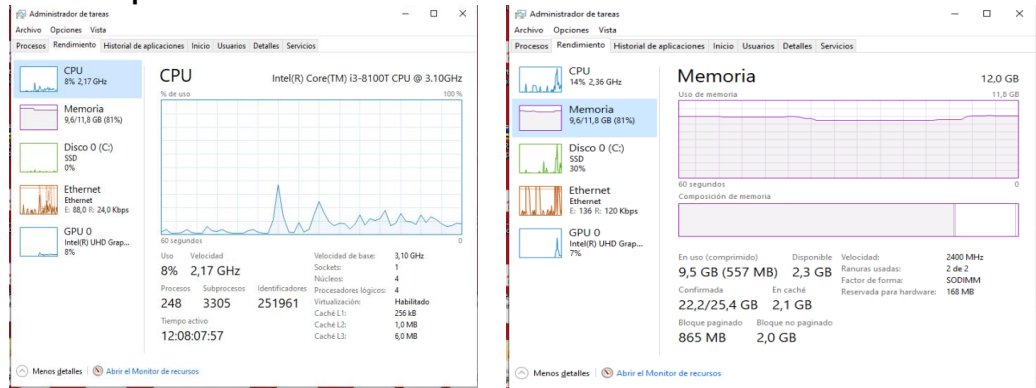 Administrador de tareas
Archivo Opciones Vista
Procesos Rendimiento Historial de aplicaciones Inicio Usuarios Detalles Servicios
CPU
8% 2,17 GHz
Memoria
9,6/11,8 GB (81%)
Disco 0 (C:)
SSD
0%
Ethernet
Ethernet
E: 88,0 R: 24,0 Kbps
GPU 0
Intel(R) UHD Grap...
8%
CPU
Intel(R) Core(TM) i3-8100T CPU @ 3.10GHz
% de uso 100 %
60 segundos 0
Uso Velocidad
8% 2,17 GHz
Procesos Subprocesos Identificadores
248 3305 251961
Tiempo activo
12:08:07:57
Velocidad de base: 3,10 GHz
Sockets: 1
Núcleos: 4
Procesadores lógicos: 4
Virtualización: Habilitado
Caché L1: 256 kB
Caché L2: 1,0 MB
Caché L3: 6,0 MB
Menos detalles Abrir el Monitor de recursos
Administrador de tareas
Archivo Opciones Vista
Procesos Rendimiento Historial de aplicaciones Inicio Usuarios Detalles Servicios
CPU
14% 2,36 GHz
Memoria
9,6/11,8 GB (81%)
Disco 0 (C:)
SSD
30%
Ethernet
Ethernet
E: 136 R: 120 Kbps
GPU 0
Intel(R) UHD Grap...
7%
Memoria 12,0 GB
Uso de memoria 11,8 GB
60 segundos 0
Composición de memoria
En uso (comprimido) Disponible
9,5 GB (557 MB) 2,3 GB
Confirmada En caché
22,2/25,4 GB 2,1 GB
Bloque paginado Bloque no paginado
865 MB 2,0 GB
Velocidad: 2400 MHz
Ranuras usadas: 2 de 2
Factor de forma: SODIMM
Reservada para hardware: 168 MB
Menos detalles Abrir el Monitor de recursos